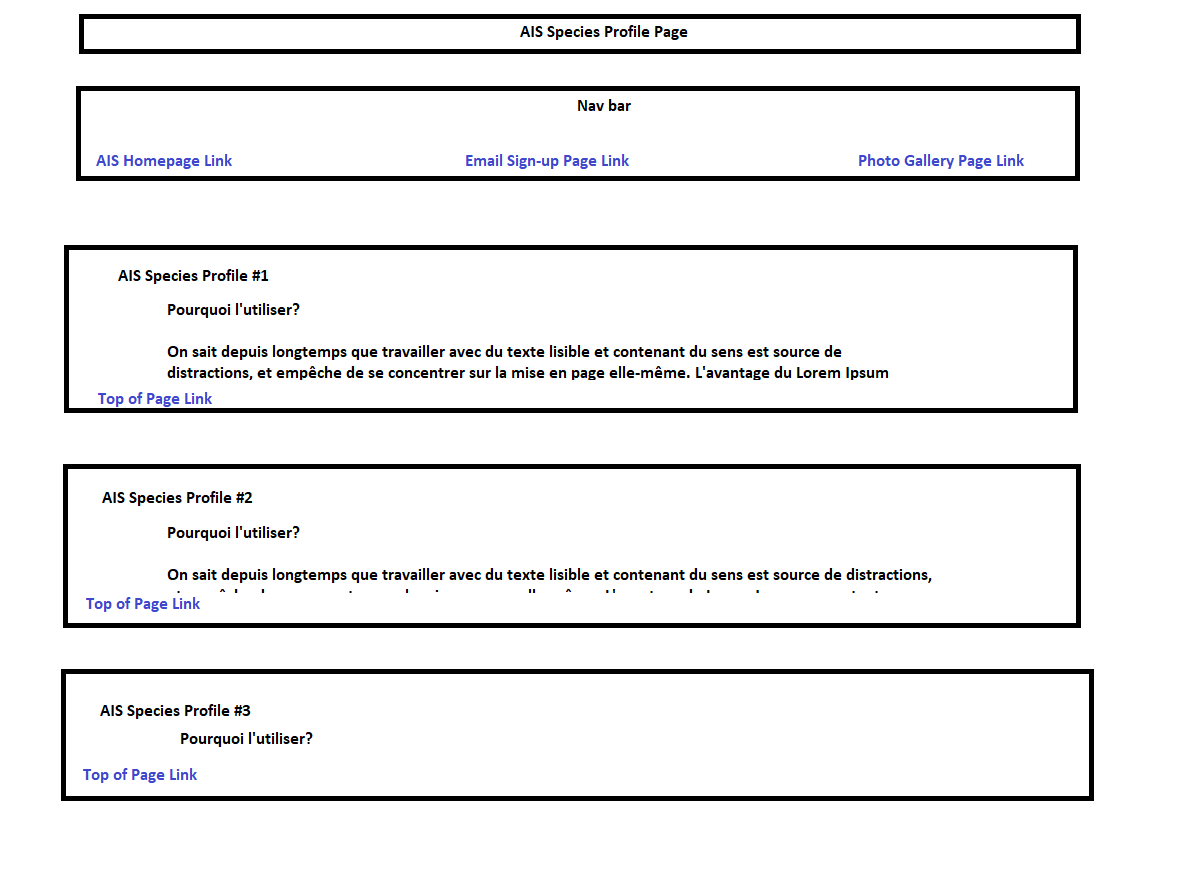 AIS Species Profile Page
Nav bar
AIS Homepage Link Email Sign-up Page Link Photo Gallery Page Link
AIS Species Profile #1
Pourquoi l'utiliser?
On sait depuis longtemps que travailler avec du texte lisible et contenant du sens est source de
distractions, et empêche de se concentrer sur la mise en page elle-même. L'avantage du Lorem Ipsum
Top of Page Link
AIS Species Profile #2
Pourquoi l'utiliser?
On sait depuis longtemps que travailler avec du texte lisible et contenant du sens est source de distractions,
Top of Page Link
AIS Species Profile #3
Pourquoi l'utiliser?
Top of Page Link